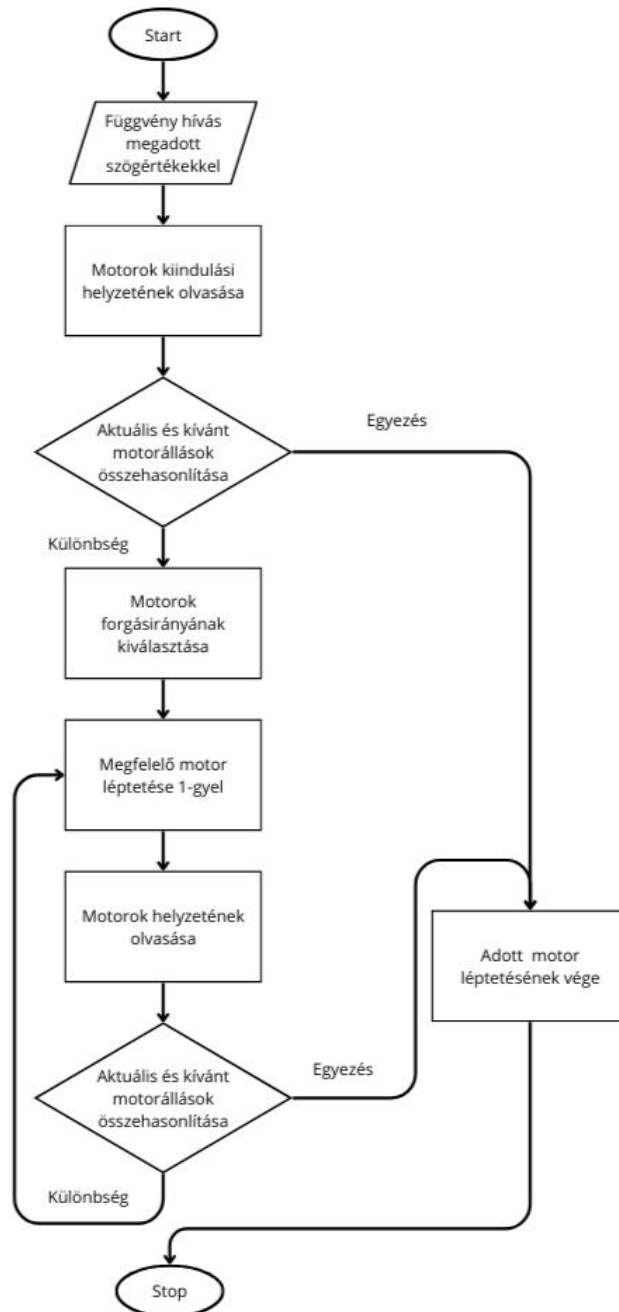 Start
Függvény hívás
megadott
szögértékekkel
Motorok kiindulási
helyzetének olvasása
Aktuális és kívánt
motorállások
összehasonlítása
Egyezés
Különbség
Motorok
forgásirányának
kiválasztása
Megfelelő motor
léptetése 1-gyel
Motorok helyzetének
olvasása
Adott motor
léptetésének vége
Aktuális és kívánt
motorállások
összehasonlítása
Egyezés
Különbség
Stop